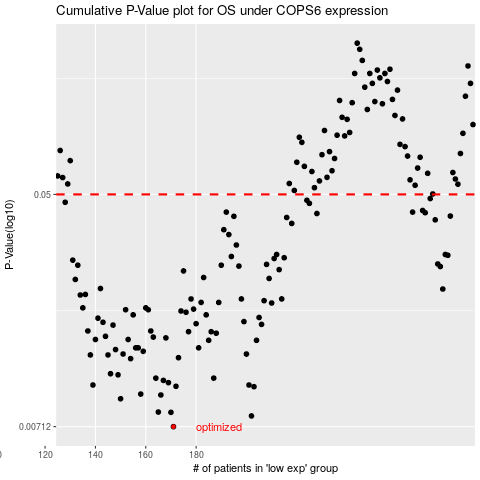 Cumulative P-Value plot for OS under COPS6 expression
P-Value(log10)
0.05
0.00712
optimized
0 120 140 160 180
# of patients in 'low exp' group